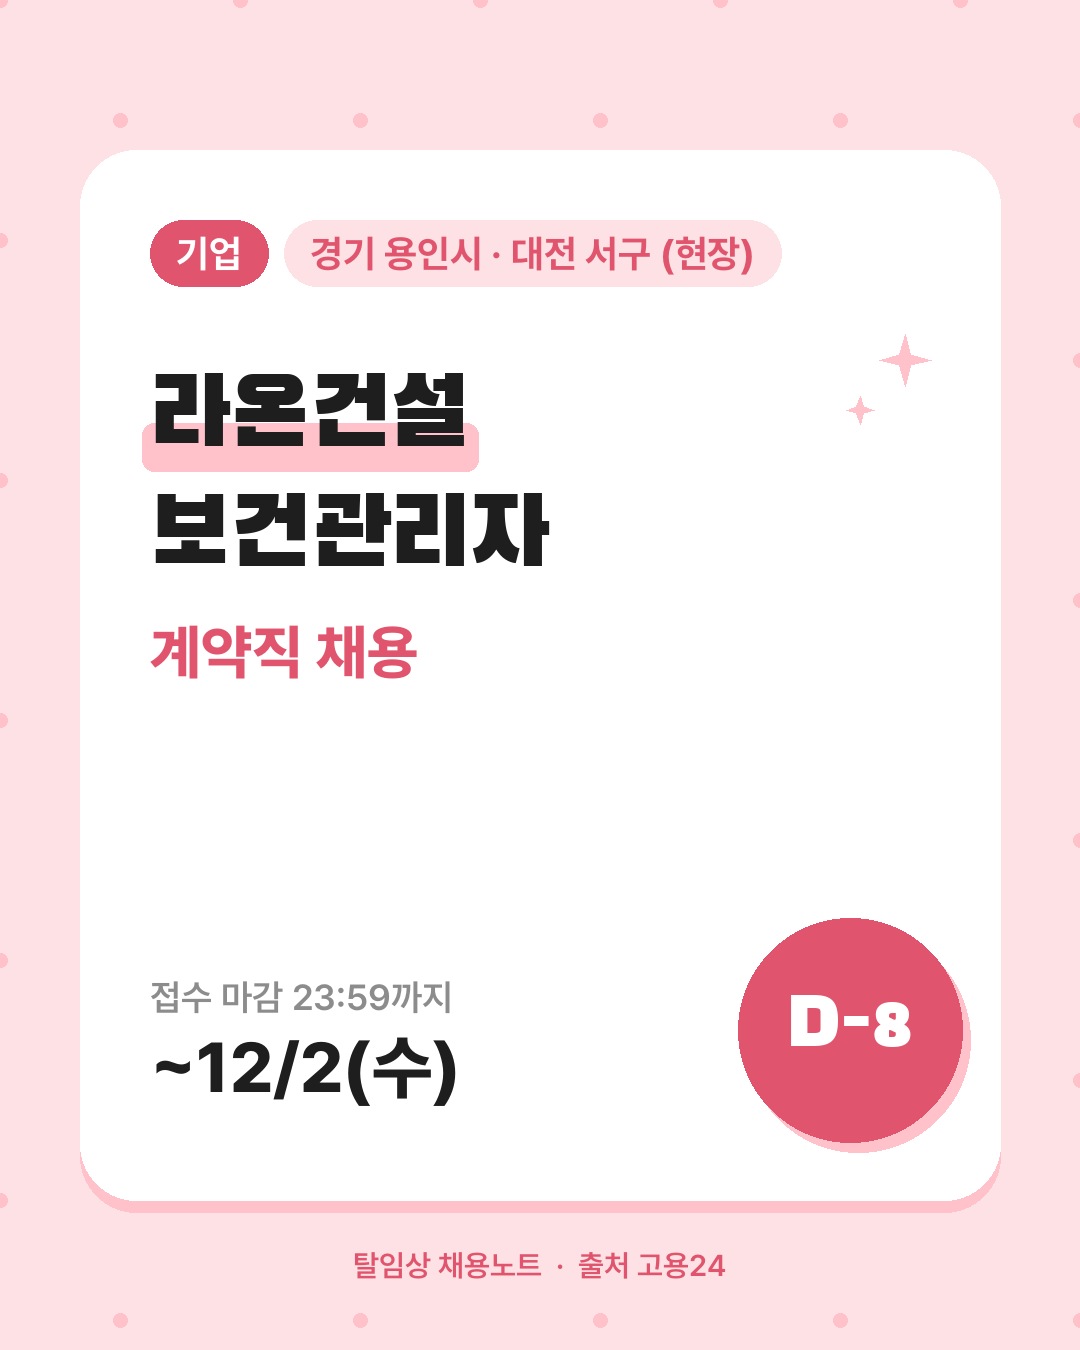 기업 경기 용인시 · 대전 서구 (현장)
라온건설
보건관리자
계약직 채용
접수 마감 23:59까지
~12/2(수)
D-8
탈임상 채용노트 · 출처 고용24